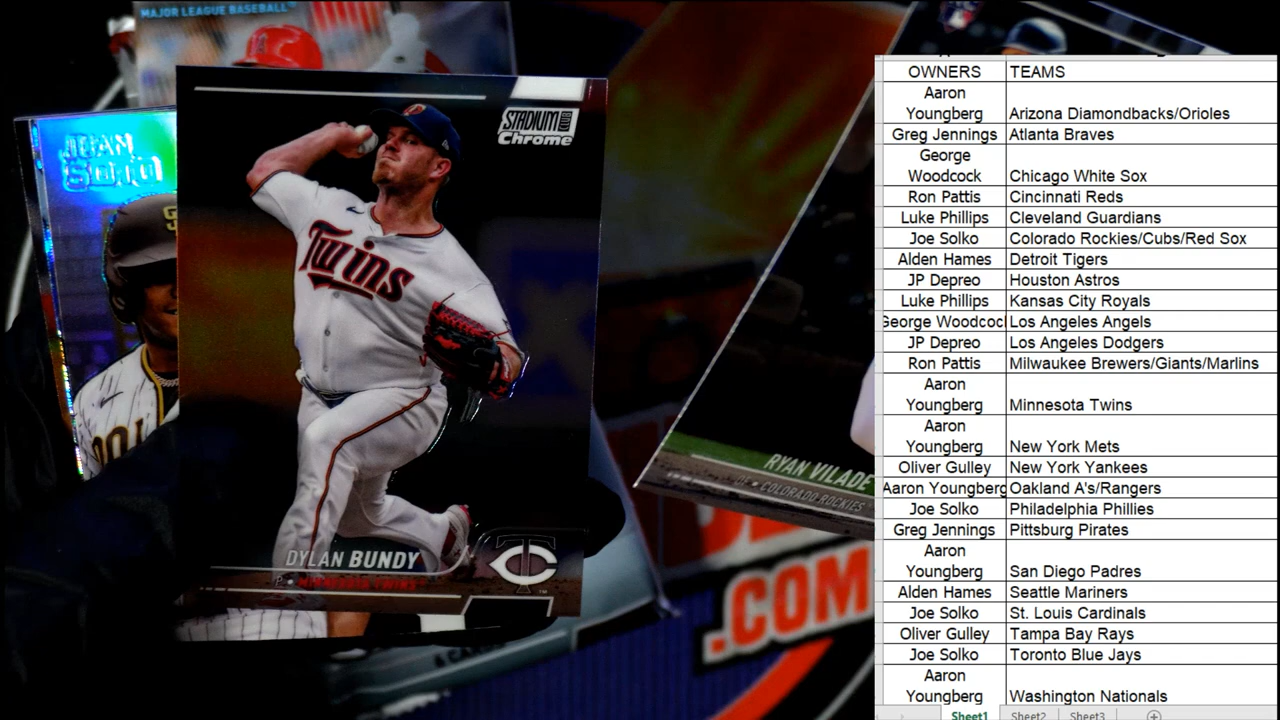 MAJOR LEAGUE BASEBALL
JUAN
SOTO
STADIUM
CLUB
Chrome
Twins
DYLAN BUNDY
P • MINNESOTA TWINS
TC
RYAN VILADE
OF • COLORADO ROCKIES
.COM
OWNERS TEAMS
Aaron
Youngberg Arizona Diamondbacks/Orioles
Greg Jennings Atlanta Braves
George
Woodcock Chicago White Sox
Ron Pattis Cincinnati Reds
Luke Phillips Cleveland Guardians
Joe Solko Colorado Rockies/Cubs/Red Sox
Alden Hames Detroit Tigers
JP Depreo Houston Astros
Luke Phillips Kansas City Royals
George Woodcock Los Angeles Angels
JP Depreo Los Angeles Dodgers
Ron Pattis Milwaukee Brewers/Giants/Marlins
Aaron
Youngberg Minnesota Twins
Aaron
Youngberg New York Mets
Oliver Gulley New York Yankees
Aaron Youngberg Oakland A's/Rangers
Joe Solko Philadelphia Phillies
Greg Jennings Pittsburg Pirates
Aaron
Youngberg San Diego Padres
Alden Hames Seattle Mariners
Joe Solko St. Louis Cardinals
Oliver Gulley Tampa Bay Rays
Joe Solko Toronto Blue Jays
Aaron
Youngberg Washington Nationals
Sheet1 Sheet2 Sheet3